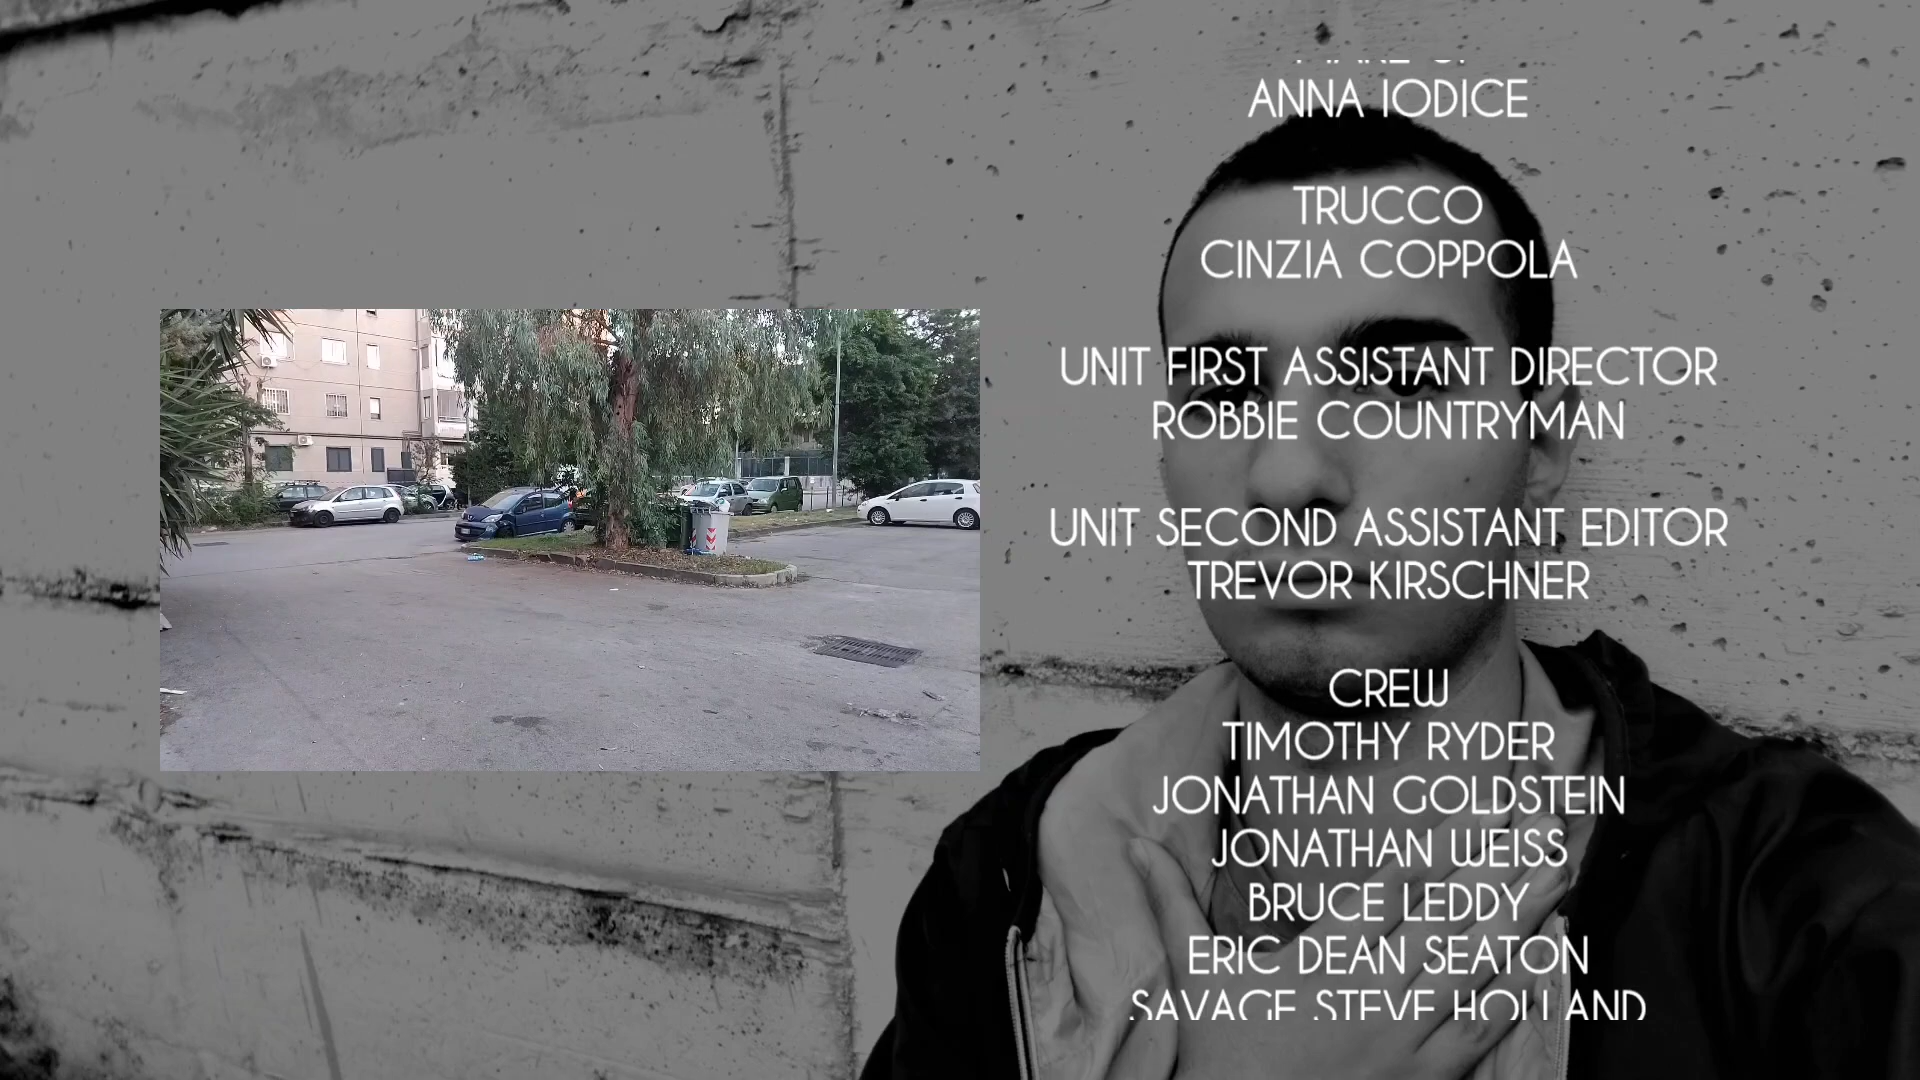 ANNA IODICE
TRUCCO
CINZIA COPPOLA
UNIT FIRST ASSISTANT DIRECTOR
ROBBIE COUNTRYMAN
UNIT SECOND ASSISTANT EDITOR
TREVOR KIRSCHNER
CREW
TIMOTHY RYDER
JONATHAN GOLDSTEIN
JONATHAN WEISS
BRUCE LEDDY
ERIC DEAN SEATON
SAVAGE STEVE HOLLAND